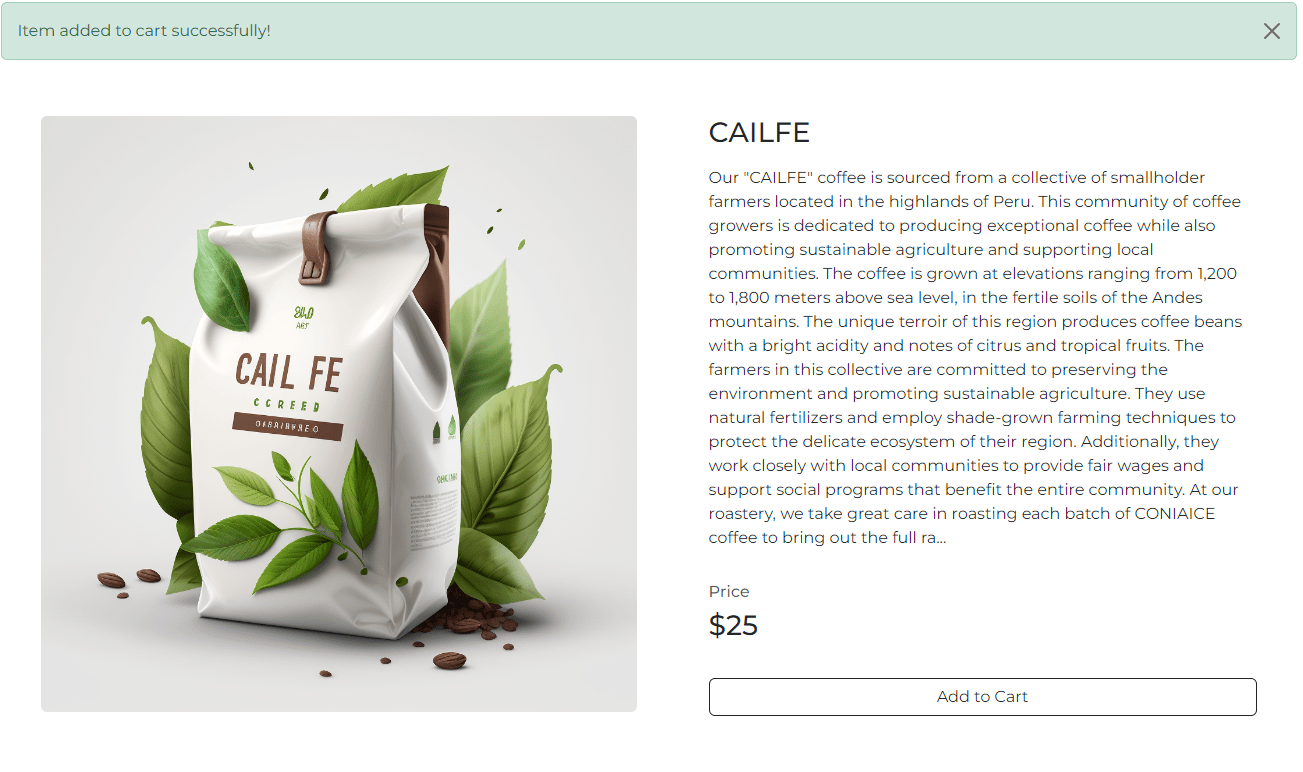 Item added to cart successfully!
CAILFE
Our "CAILFE" coffee is sourced from a collective of smallholder
farmers located in the highlands of Peru. This community of coffee
growers is dedicated to producing exceptional coffee while also
promoting sustainable agriculture and supporting local
communities. The coffee is grown at elevations ranging from 1,200
to 1,800 meters above sea level, in the fertile soils of the Andes
mountains. The unique terroir of this region produces coffee beans
with a bright acidity and notes of citrus and tropical fruits. The
farmers in this collective are committed to preserving the
environment and promoting sustainable agriculture. They use
natural fertilizers and employ shade-grown farming techniques to
protect the delicate ecosystem of their region. Additionally, they
work closely with local communities to provide fair wages and
support social programs that benefit the entire community. At our
roastery, we take great care in roasting each batch of CONIAICE
coffee to bring out the full ra...
Price
$25
Add to Cart
CAIL FE
CCREED